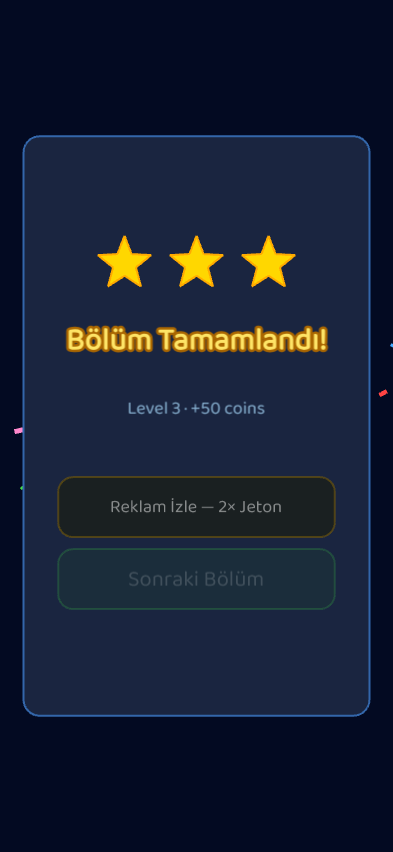 Bölüm Tamamlandı!
Level 3 · +50 coins
Reklam İzle — 2× Jeton
Sonraki Bölüm